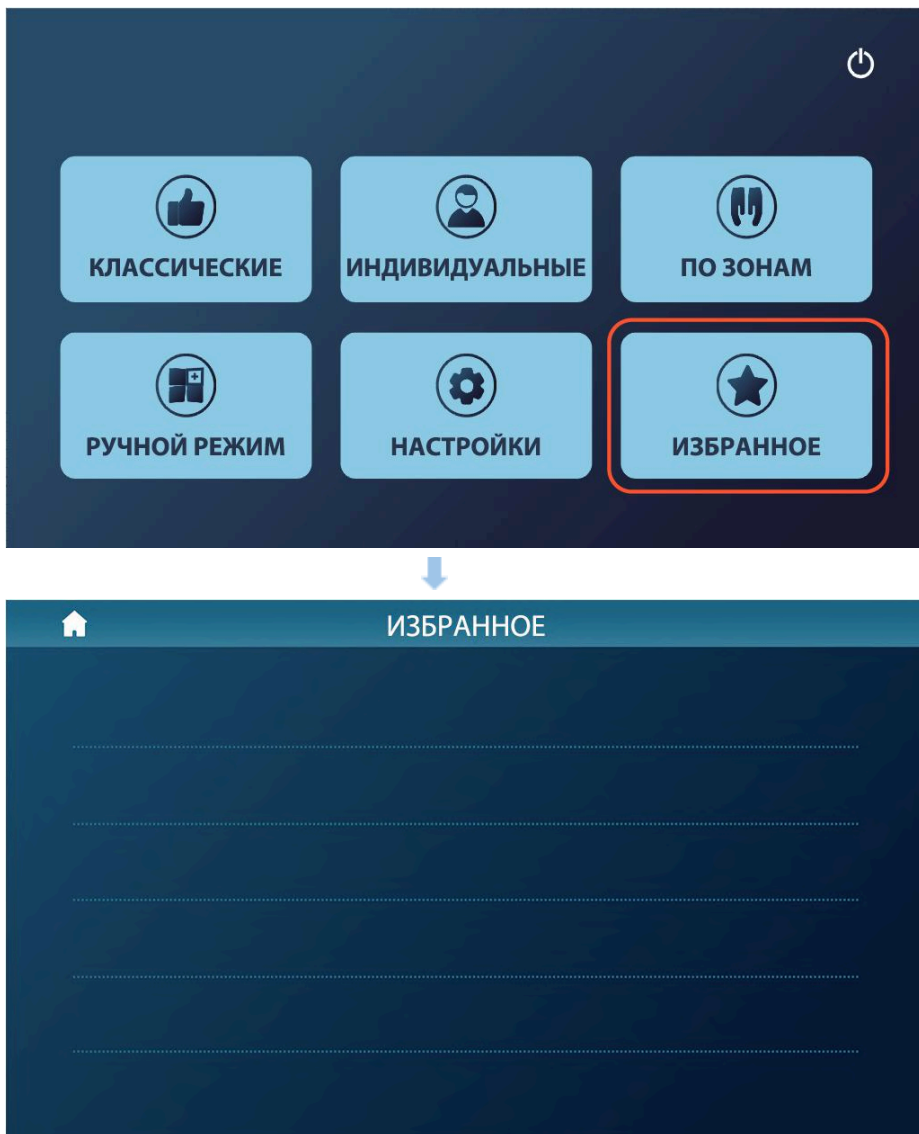 КЛАССИЧЕСКИЕ
ИНДИВИДУАЛЬНЫЕ
ПО ЗОНАМ
РУЧНОЙ РЕЖИМ
НАСТРОЙКИ
ИЗБРАННОЕ
ИЗБРАННОЕ